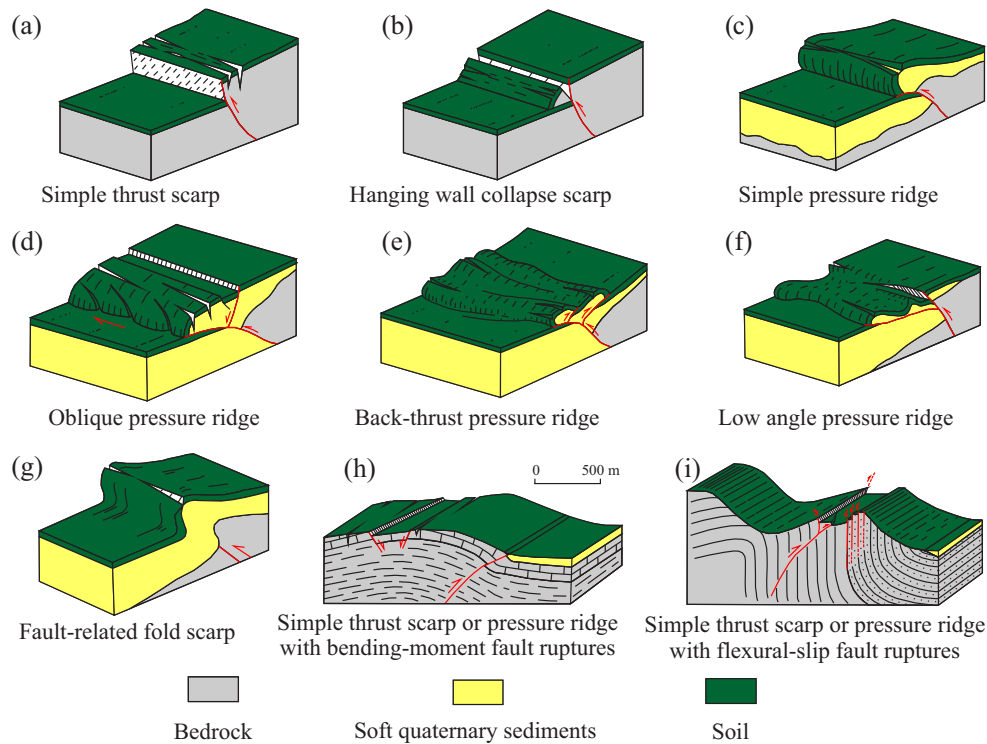 (a)
(b)
(c)
Simple thrust scarp
Hanging wall collapse scarp
Simple pressure ridge
(d)
(e)
(f)
Oblique pressure ridge
Back-thrust pressure ridge
Low angle pressure ridge
(g)
(h)
0 500 m
(i)
Fault-related fold scarp
Simple thrust scarp or pressure ridge
with bending-moment fault ruptures
Simple thrust scarp or pressure ridge
with flexural-slip fault ruptures
Bedrock
Soft quaternary sediments
Soil